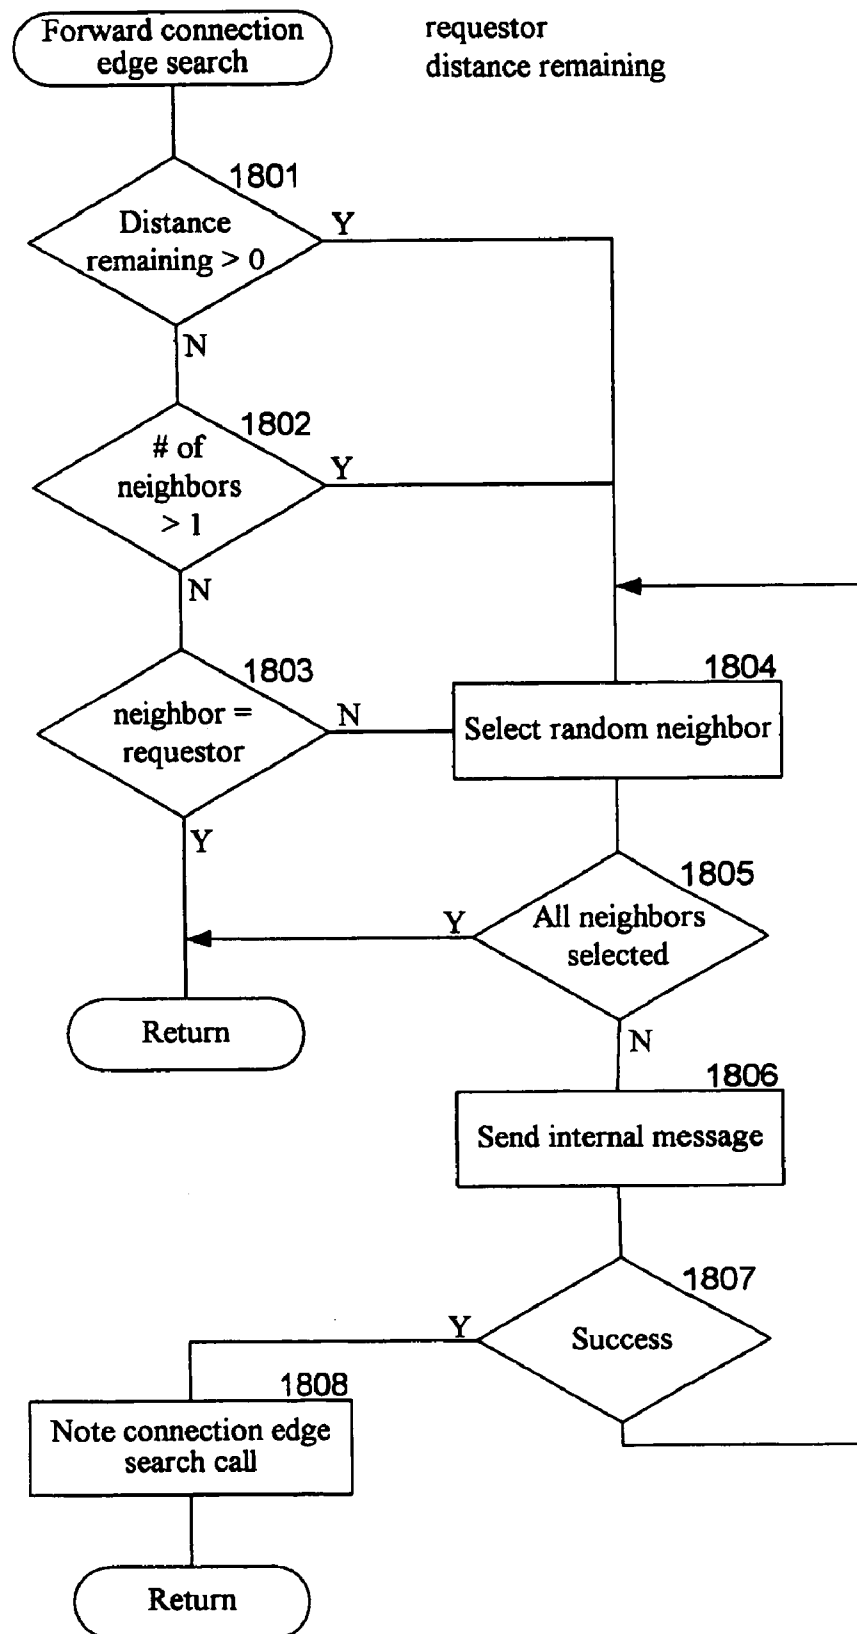 Forward connection
edge search
requestor
distance remaining
1801
Distance
remaining > 0
Y
N
1802
# of
neighbors
> 1
Y
N
1803
neighbor =
requestor
N
Y
1804
Select random neighbor
1805
All neighbors
selected
Y
N
Return
1806
Send internal message
1807
Success
Y
1808
Note connection edge
search call
Return